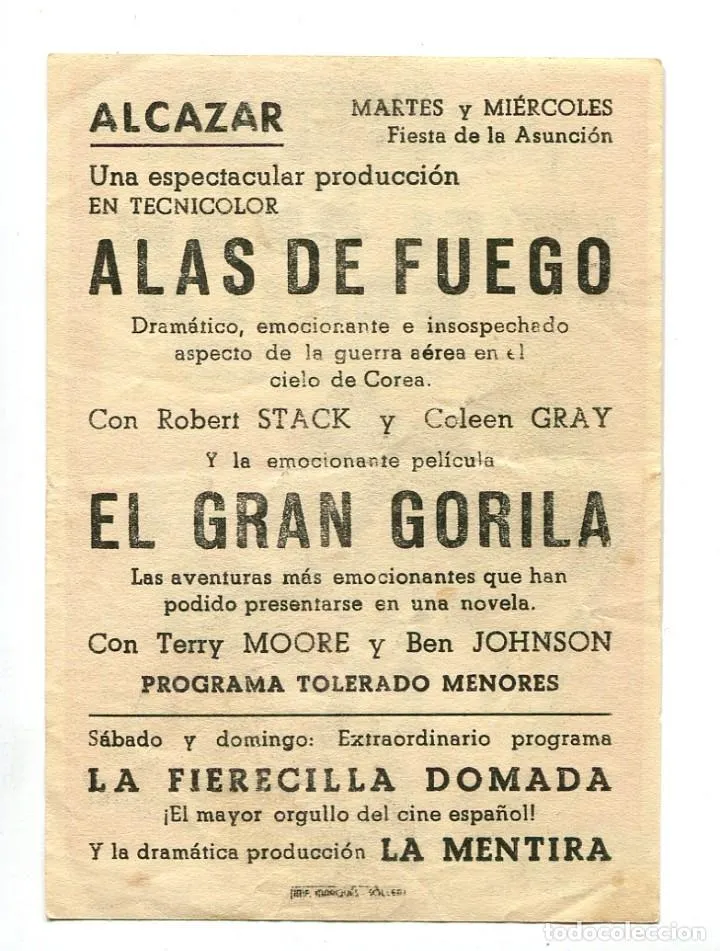 ALCAZAR
MARTES y MIÉRCOLES
Fiesta de la Asunción
Una espectacular producción
EN TECNICOLOR
ALAS DE FUEGO
Dramático, emocionante e insospechado
aspecto de la guerra aérea en el
cielo de Corea.
Con Robert STACK y Coleen GRAY
Y la emocionante película
EL GRAN GORILA
Las aventuras más emocionantes que han
podido presentarse en una novela.
Con Terry MOORE y Ben JOHNSON
PROGRAMA TOLERADO MENORES
Sábado y domingo: Extraordinario programa
LA FIERECILLA DOMADA
¡El mayor orgullo del cine español!
Y la dramática producción LA MENTIRA
IMP. MARQUÉS - SÓLLER
todocoleccion